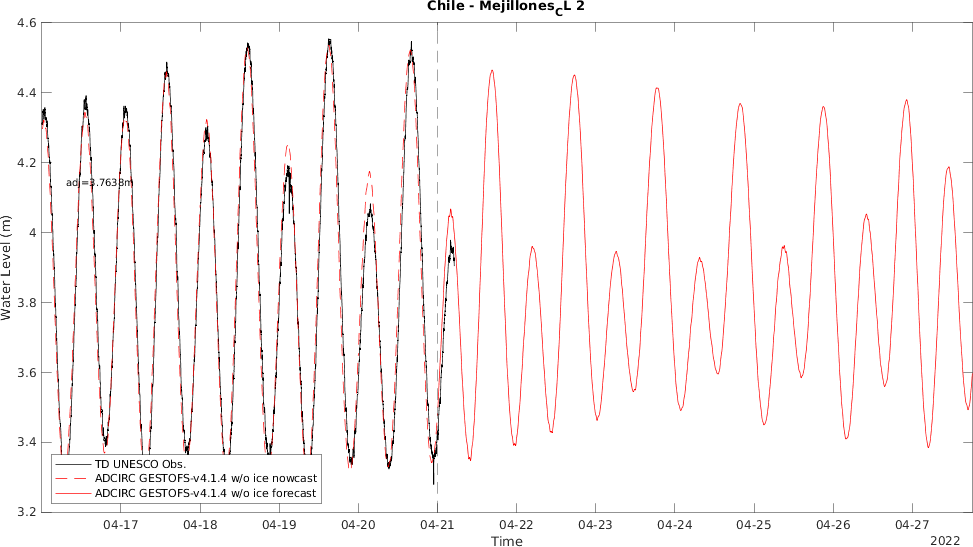 Chile - Mejillones_CL 2
4.6
4.4
4.2
4
3.8
3.6
3.4
3.2
Water Level (m)
adj=3.7638m
TD UNESCO Obs.
ADCIRC GESTOFS-v4.1.4 w/o ice nowcast
ADCIRC GESTOFS-v4.1.4 w/o ice forecast
04-17 04-18 04-19 04-20 04-21 04-22 04-23 04-24 04-25 04-26 04-27
Time
2022